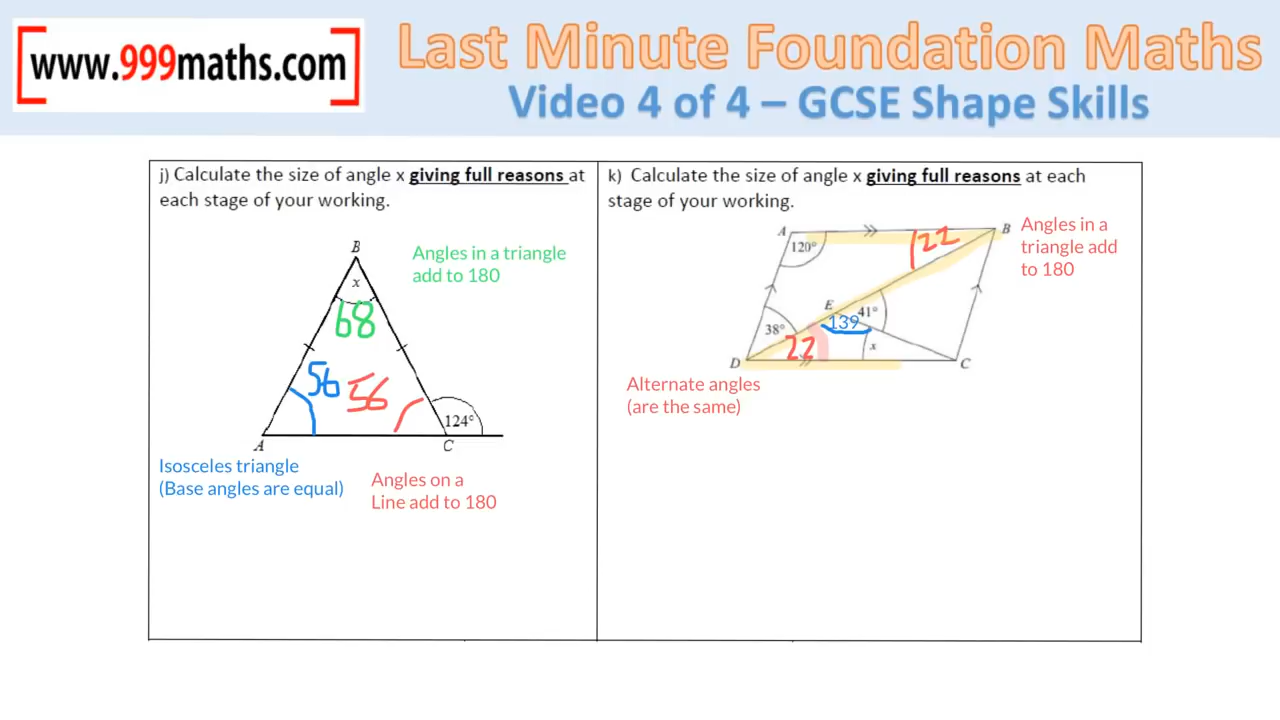 www.999maths.com
Last Minute Foundation Maths
Video 4 of 4 – GCSE Shape Skills
j) Calculate the size of angle x giving full reasons at
each stage of your working.
B
x
68
Angles in a triangle
add to 180
56
56
124°
A
C
Isosceles triangle
(Base angles are equal)
Angles on a
Line add to 180
k) Calculate the size of angle x giving full reasons at each
stage of your working.
A
120°
22
B
Angles in a
triangle add
to 180
E
41°
139
38°
22
x
D
C
Alternate angles
(are the same)